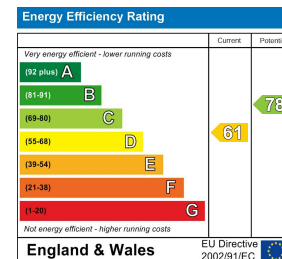 Energy Efficiency Rating
Current
Very energy efficient - lower running costs
(92 plus) A
(81-91) B
78
(69-80) C
61
(55-68) D
(39-54) E
(21-38) F
(1-20) G
Not energy efficient - higher running costs
England & Wales
EU Directive
2002/91/EC